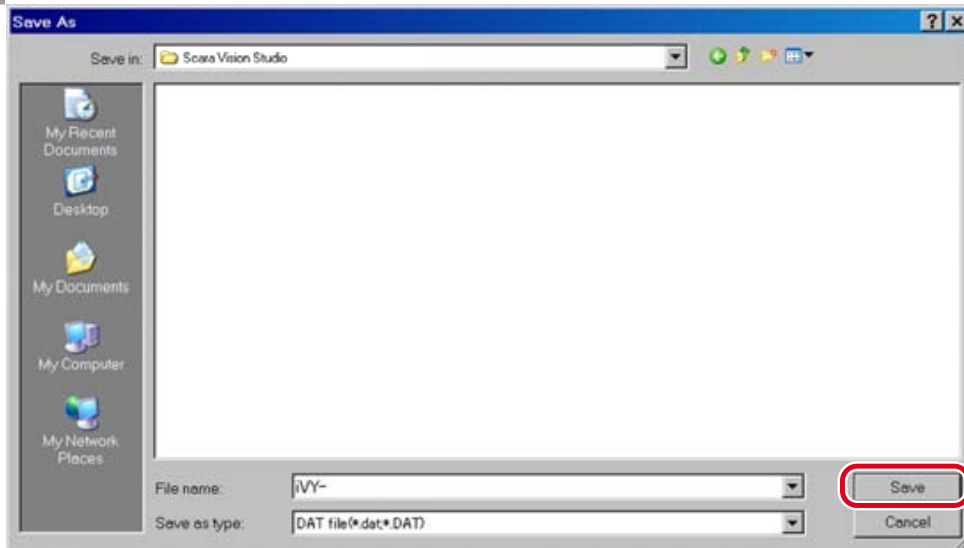 Save As
Save in: Scara Vision Studio
My Recent
Documents
Desktop
My Documents
My Computer
My Network
Places
File name: iVY-
Save
Save as type: DAT file(*.dat;*.DAT)
Cancel